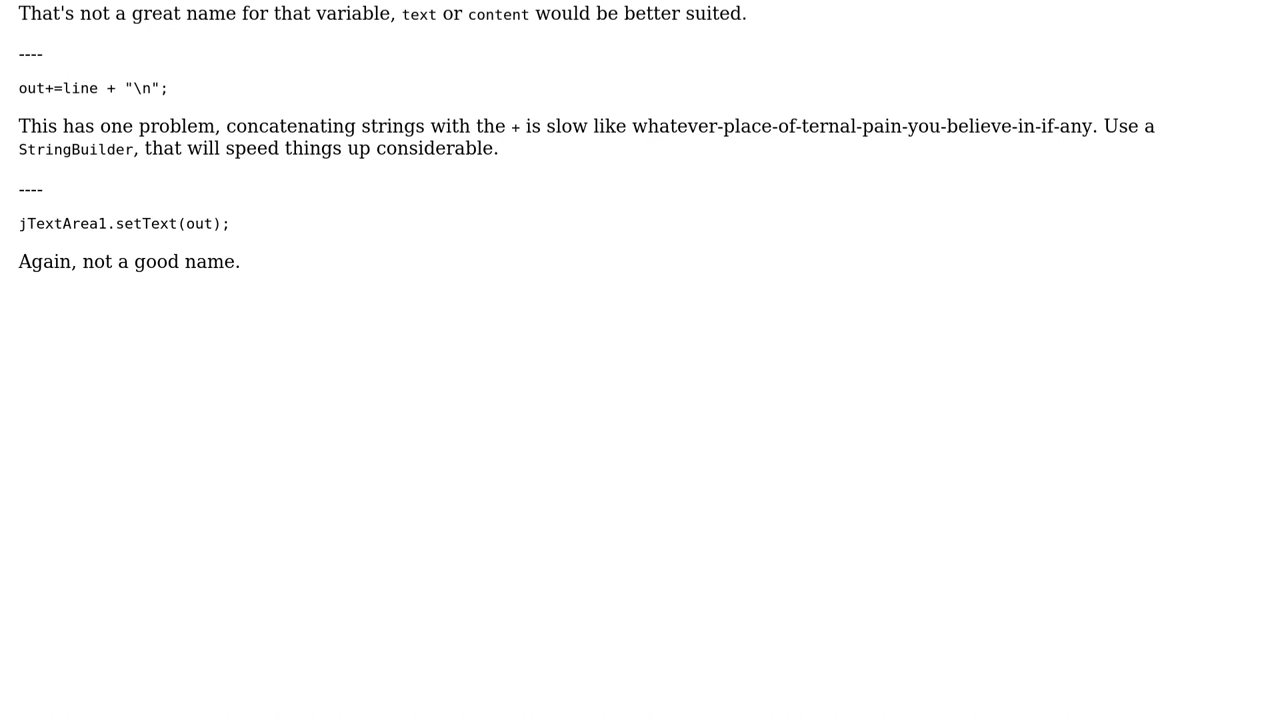 That's not a great name for that variable, text or content would be better suited.
----
out+=line + "\n";
This has one problem, concatenating strings with the + is slow like whatever-place-of-ternal-pain-you-believe-in-if-any. Use a
StringBuilder, that will speed things up considerable.
----
jTextArea1.setText(out);
Again, not a good name.